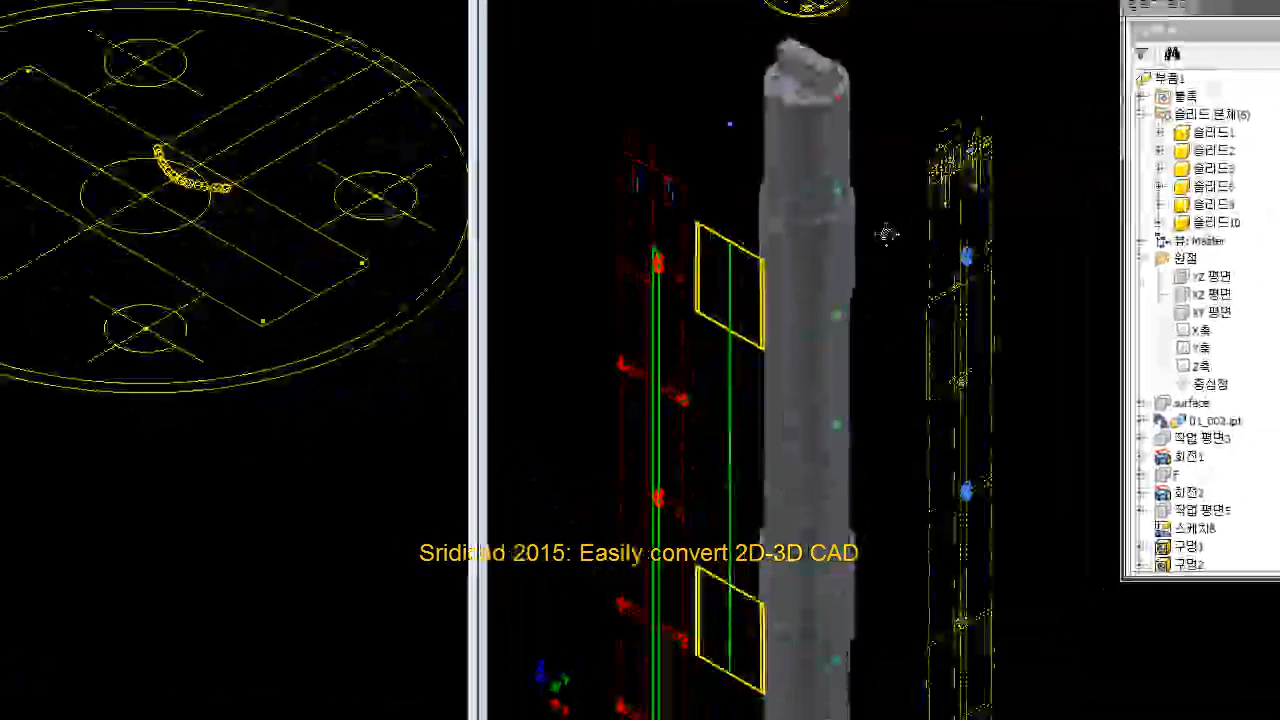 부품1
블록
솔리드 본체(6)
솔리드1
솔리드2
솔리드3
솔리드9
솔리드10
뷰: Master
원점
YZ 평면
XZ 평면
XY 평면
X축
Y축
Z축
중심점
surface
01_002.ipt
작업 평면3
회전1
F
회전2
작업 평면5
스케치8
구멍1
구멍2
Sridicad 2015: Easily convert 2D-3D CAD